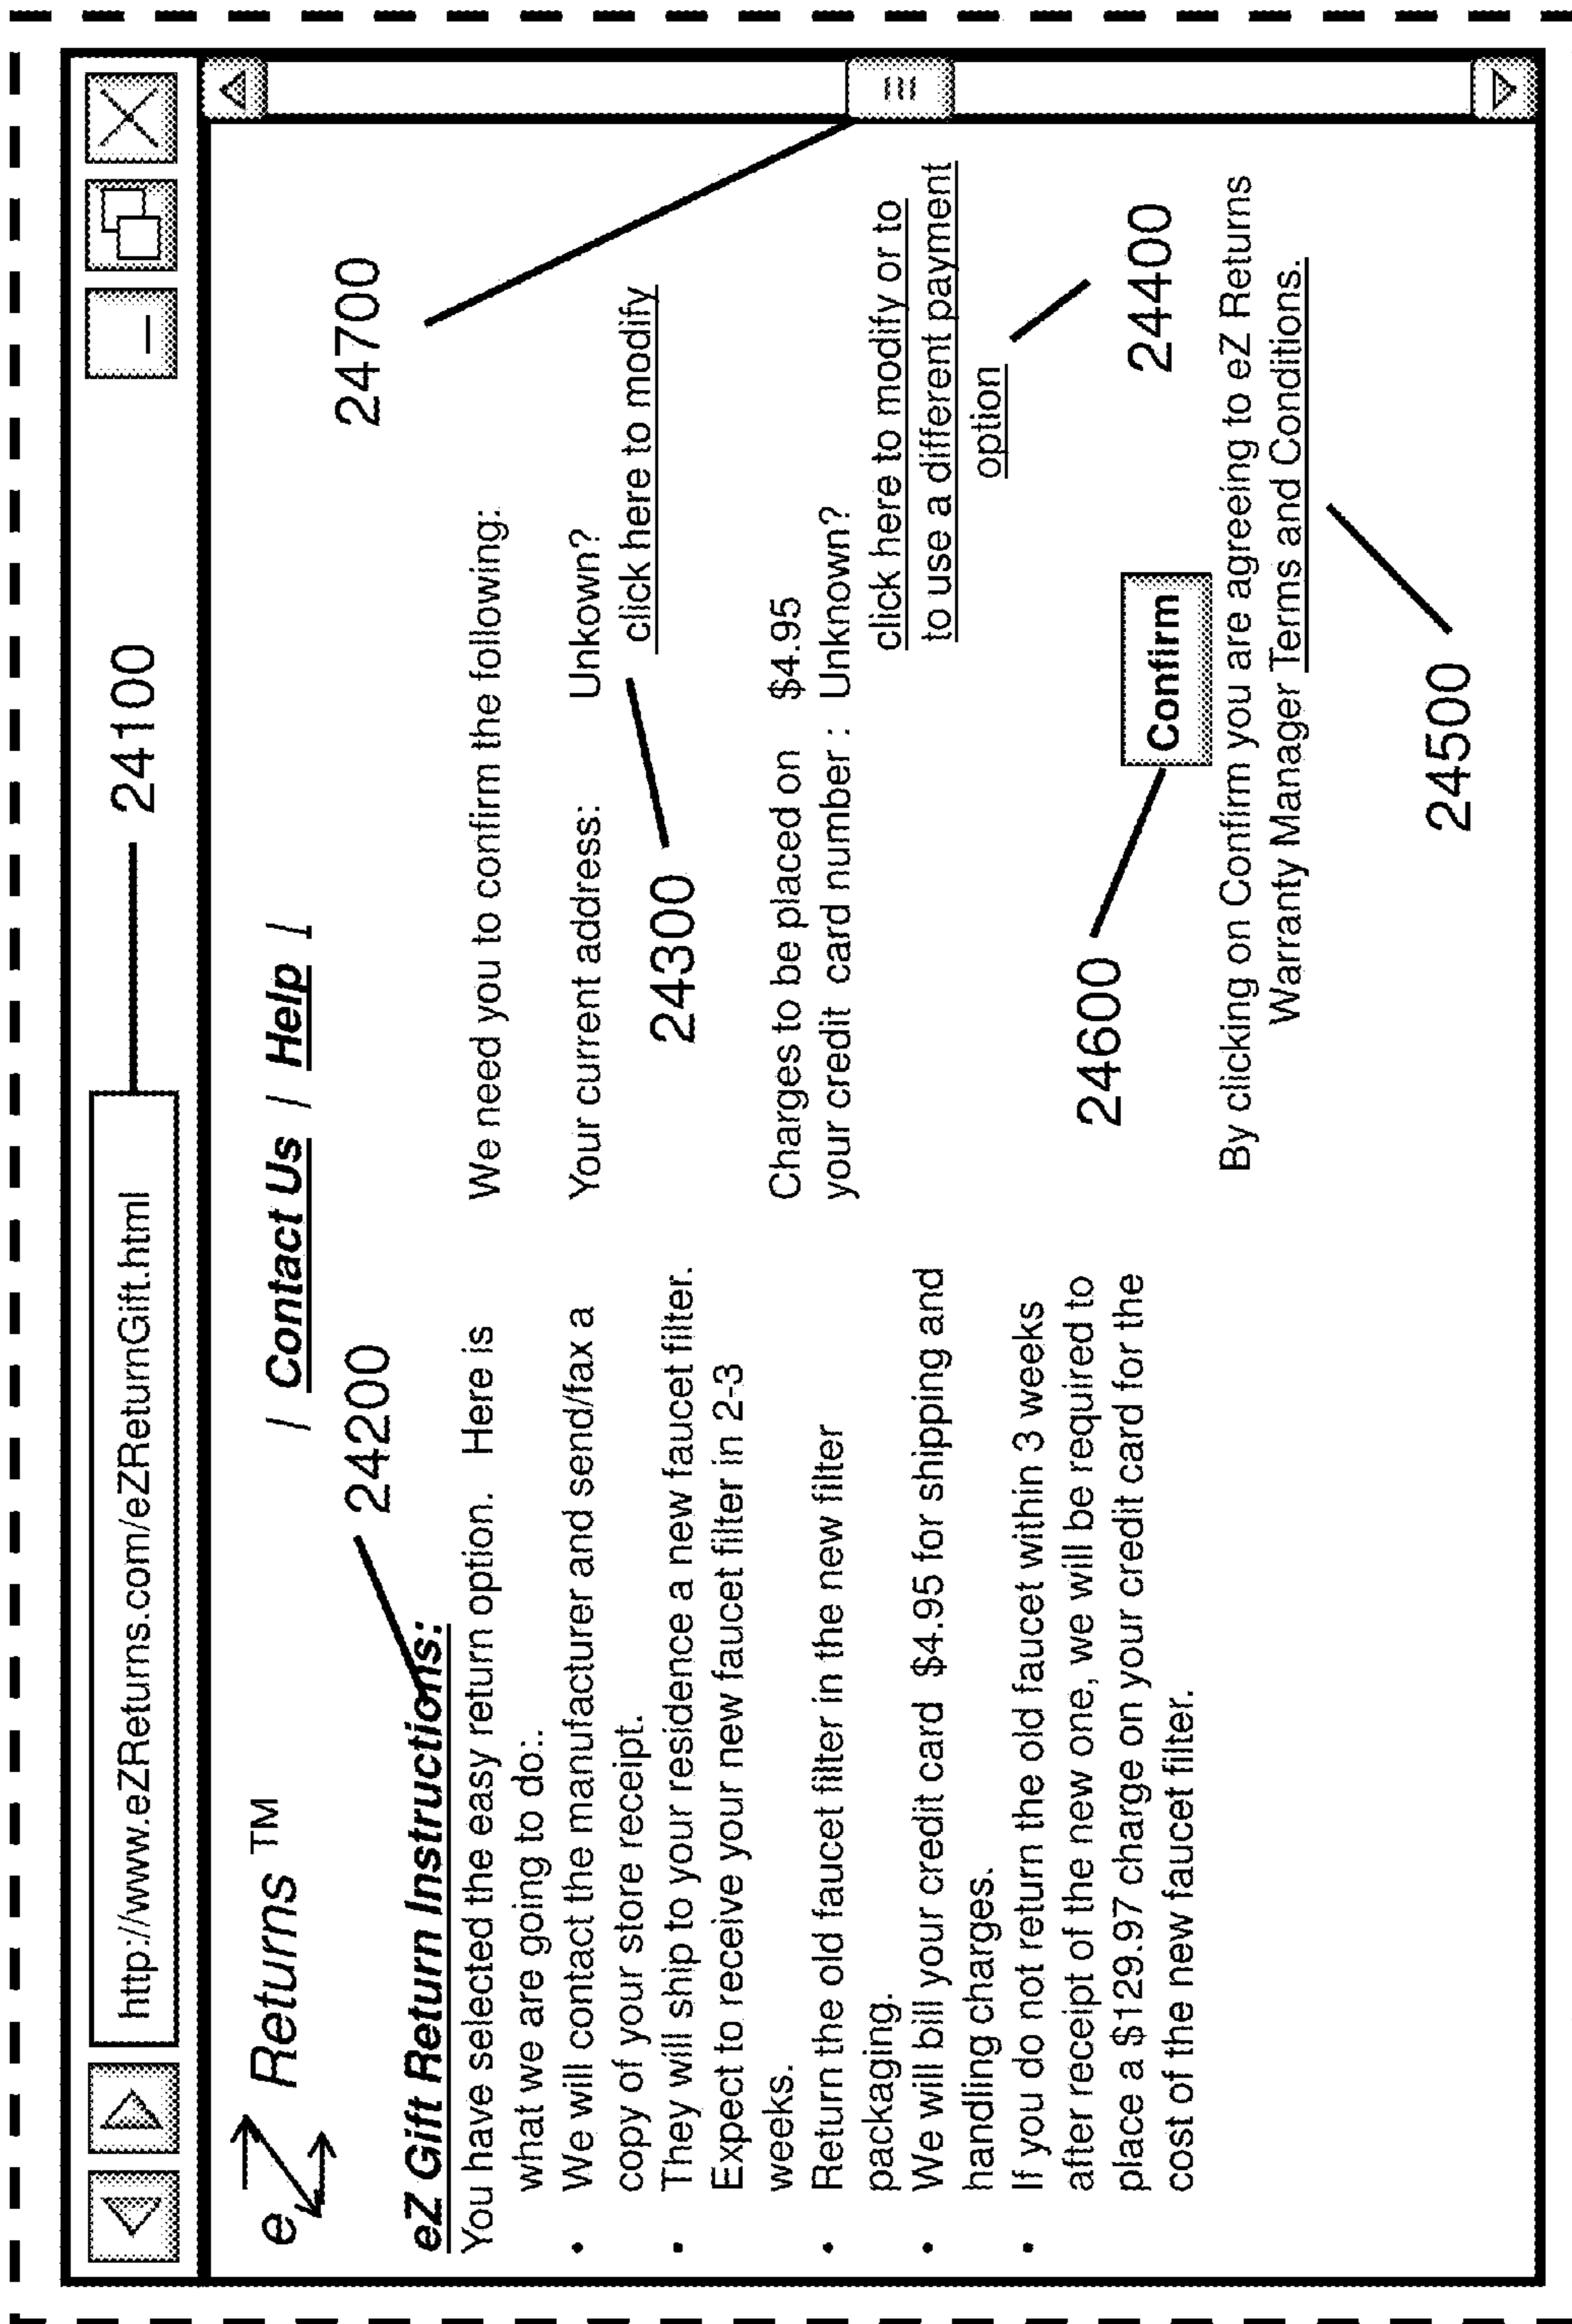 http://www.eZReturns.com/eZReturnGift.html
24100
eZ Returns ™
/ Contact Us / Help /
24200
24700
eZ Gift Return Instructions:
You have selected the easy return option. Here is
what we are going to do:.
• We will contact the manufacturer and send/fax a
copy of your store receipt.
• They will ship to your residence a new faucet filter.
Expect to receive your new faucet filter in 2-3
weeks.
• Return the old faucet filter in the new filter
packaging.
• We will bill your credit card $4.95 for shipping and
handling charges.
• If you do not return the old faucet within 3 weeks
after receipt of the new one, we will be required to
place a $129.97 charge on your credit card for the
cost of the new faucet filter.
We need you to confirm the following:
Your current address: Unkown?
click here to modify
24300
Charges to be placed on $4.95
your credit card number : Unknown?
click here to modify or to
to use a different payment
option
24400
24600
Confirm
By clicking on Confirm you are agreeing to eZ Returns
Warranty Manager Terms and Conditions.
24500